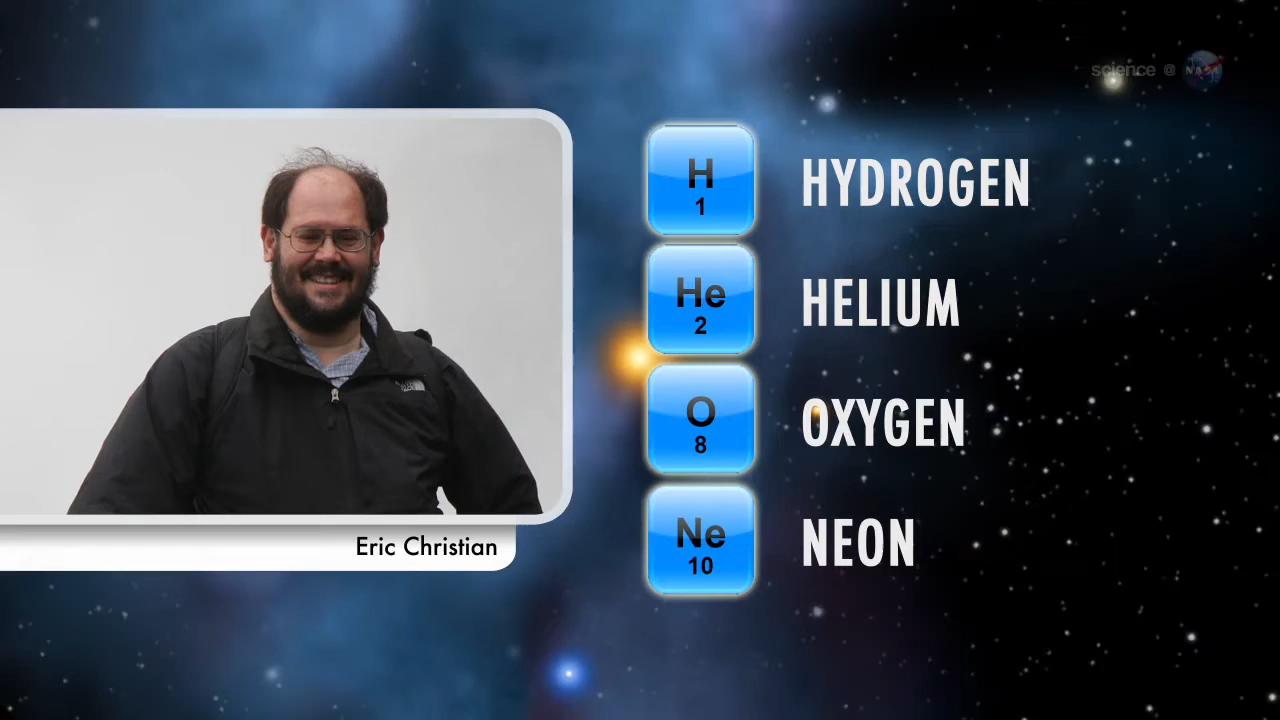 science @ NASA
H
1
HYDROGEN
He
2
HELIUM
O
8
OXYGEN
Ne
10
NEON
Eric Christian